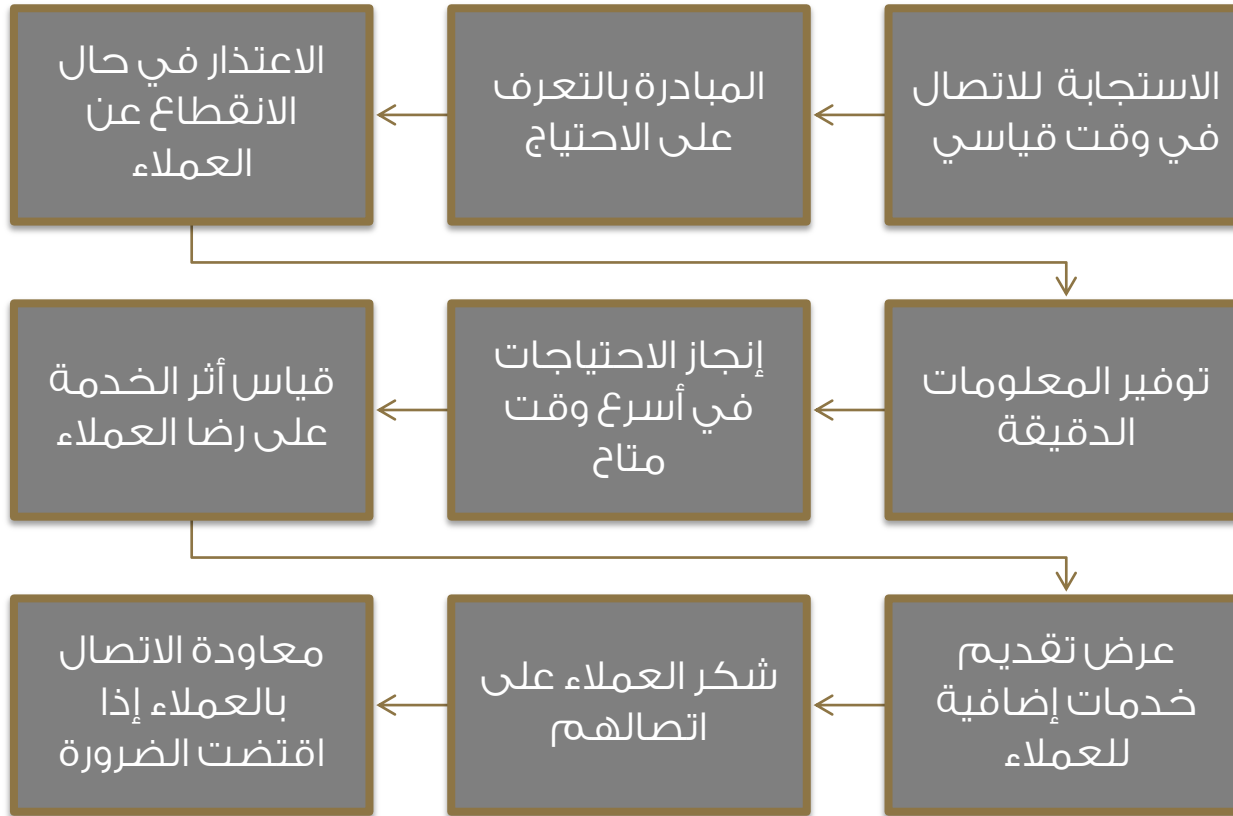 الاستجابة للاتصال
في وقت قياسي
المبادرة بالتعرف
على الاحتياج
الاعتذار في حال
الانقطاع عن
العملاء
توفير المعلومات
الدقيقة
إنجاز الاحتياجات
في أسرع وقت
متاح
قياس أثر الخدمة
على رضا العملاء
عرض تقديم
خدمات إضافية
للعملاء
شكر العملاء على
اتصالهم
معاودة الاتصال
بالعملاء إذا
اقتضت الضرورة